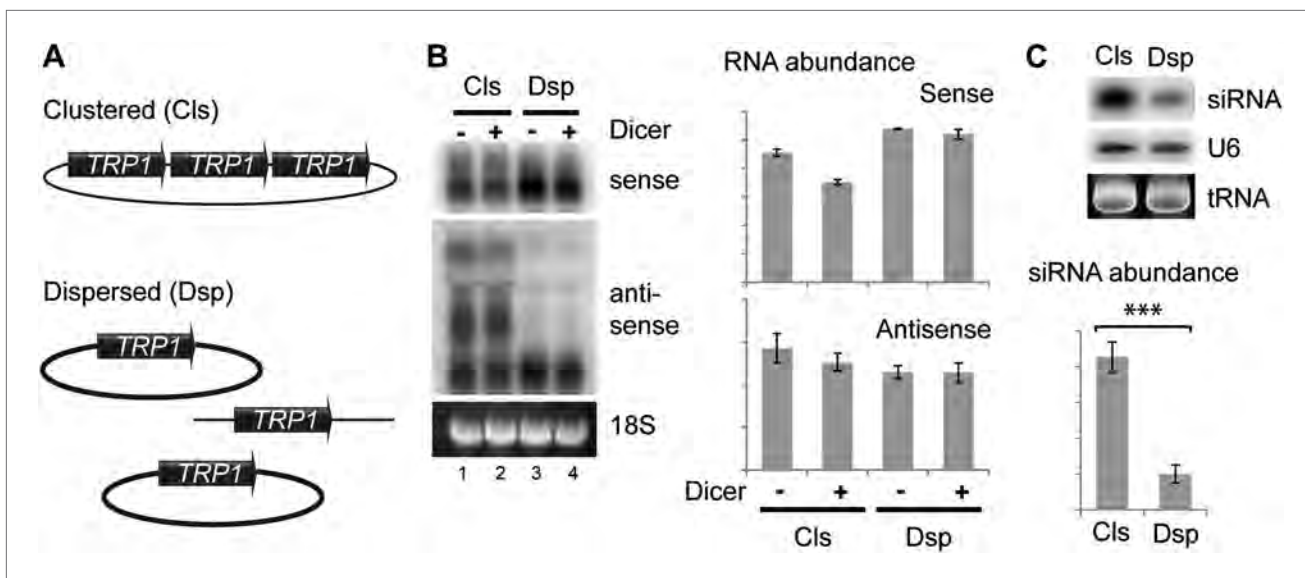 A
Clustered (Cls)
TRP1 TRP1 TRP1
Dispersed (Dsp)
TRP1
TRP1
TRP1
B
Cls Dsp
- + - + Dicer
sense
anti-
sense
18S
1 2 3 4
RNA abundance
Sense
Antisense
Dicer - + - +
Cls Dsp
C
Cls Dsp
siRNA
U6
tRNA
siRNA abundance
***
Cls Dsp